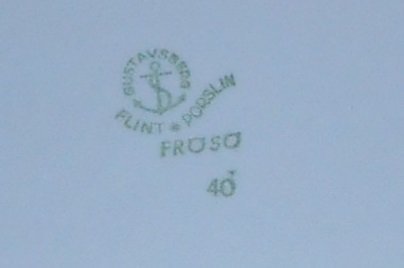 GUSTAVSBERG
FLINT PORSLIN
FRÖSÖ
40